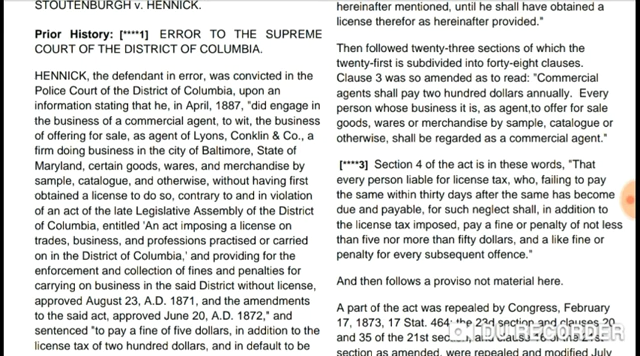 STOUTENBURGH v. HENNICK.
Prior History: [****1] ERROR TO THE SUPREME
COURT OF THE DISTRICT OF COLUMBIA.
HENNICK, the defendant in error, was convicted in the
Police Court of the District of Columbia, upon an
information stating that he, in April, 1887, "did engage in
the business of a commercial agent, to wit, the business
of offering for sale, as agent of Lyons, Conklin & Co., a
firm doing business in the city of Baltimore, State of
Maryland, certain goods, wares, and merchandise by
sample, catalogue, and otherwise, without having first
obtained a license to do so, contrary to and in violation
of an act of the late Legislative Assembly of the District
of Columbia, entitled 'An act imposing a license on
trades, business, and professions practised or carried
on in the District of Columbia,' and providing for the
enforcement and collection of fines and penalties for
carrying on business in the said District without license,
approved August 23, A.D. 1871, and the amendments
to the said act, approved June 20, A.D. 1872," and
sentenced "to pay a fine of five dollars, in addition to the
license tax of two hundred dollars, and in default to be
hereinafter mentioned, until he shall have obtained a
license therefor as hereinafter provided."
Then followed twenty-three sections of which the
twenty-first is subdivided into forty-eight clauses.
Clause 3 was so amended as to read: "Commercial
agents shall pay two hundred dollars annually. Every
person whose business it is, as agent,to offer for sale
goods, wares or merchandise by sample, catalogue or
otherwise, shall be regarded as a commercial agent."
[****3] Section 4 of the act is in these words, "That
every person liable for license tax, who, failing to pay
the same within thirty days after the same has become
due and payable, for such neglect shall, in addition to
the license tax imposed, pay a fine or penalty of not less
than five nor more than fifty dollars, and a like fine or
penalty for every subsequent offence."
And then follows a proviso not material here.
A part of the act was repealed by Congress, February
17, 1873, 17 Stat. 464; the 23d section and clauses 20
and 35 of the 21st section, and clause 16 of the 21st
section as amended, were repealed and modified July
DU RECORDER